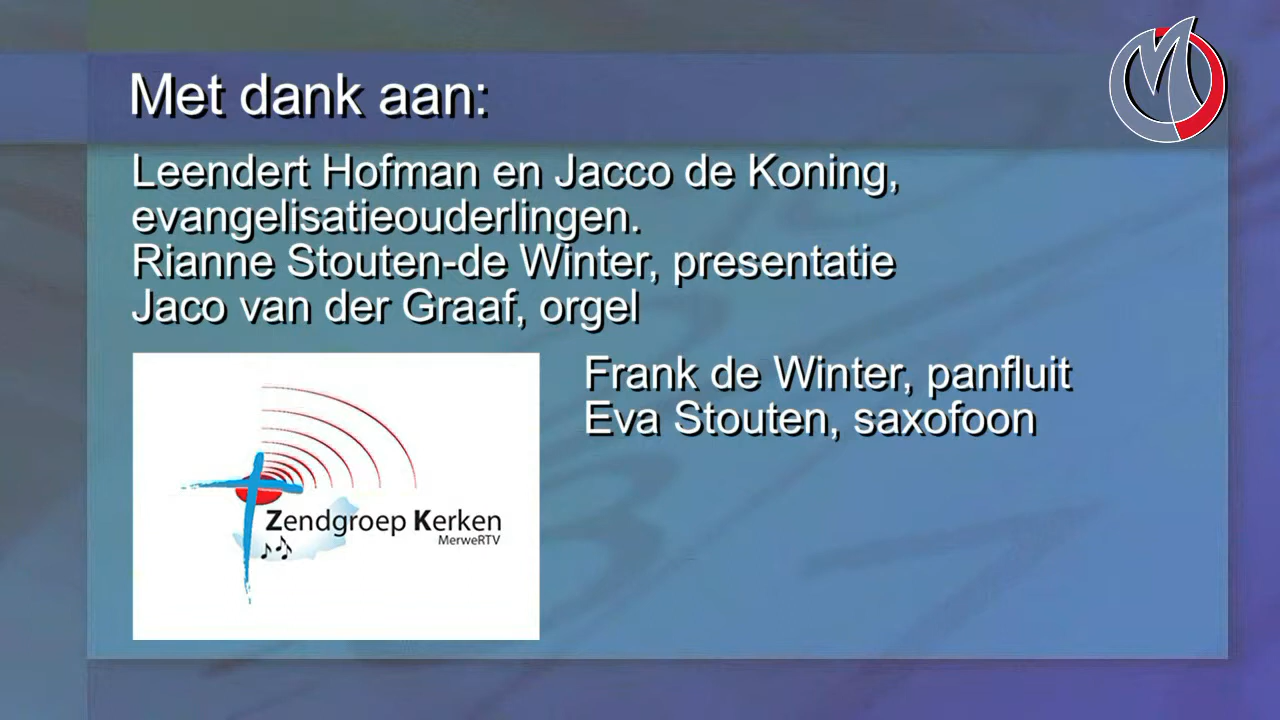 Met dank aan:
Leendert Hofman en Jacco de Koning,
evangelisatieouderlingen.
Rianne Stouten-de Winter, presentatie
Jaco van der Graaf, orgel
Frank de Winter, panfluit
Eva Stouten, saxofoon
Zendgroep Kerken
MerweRTV